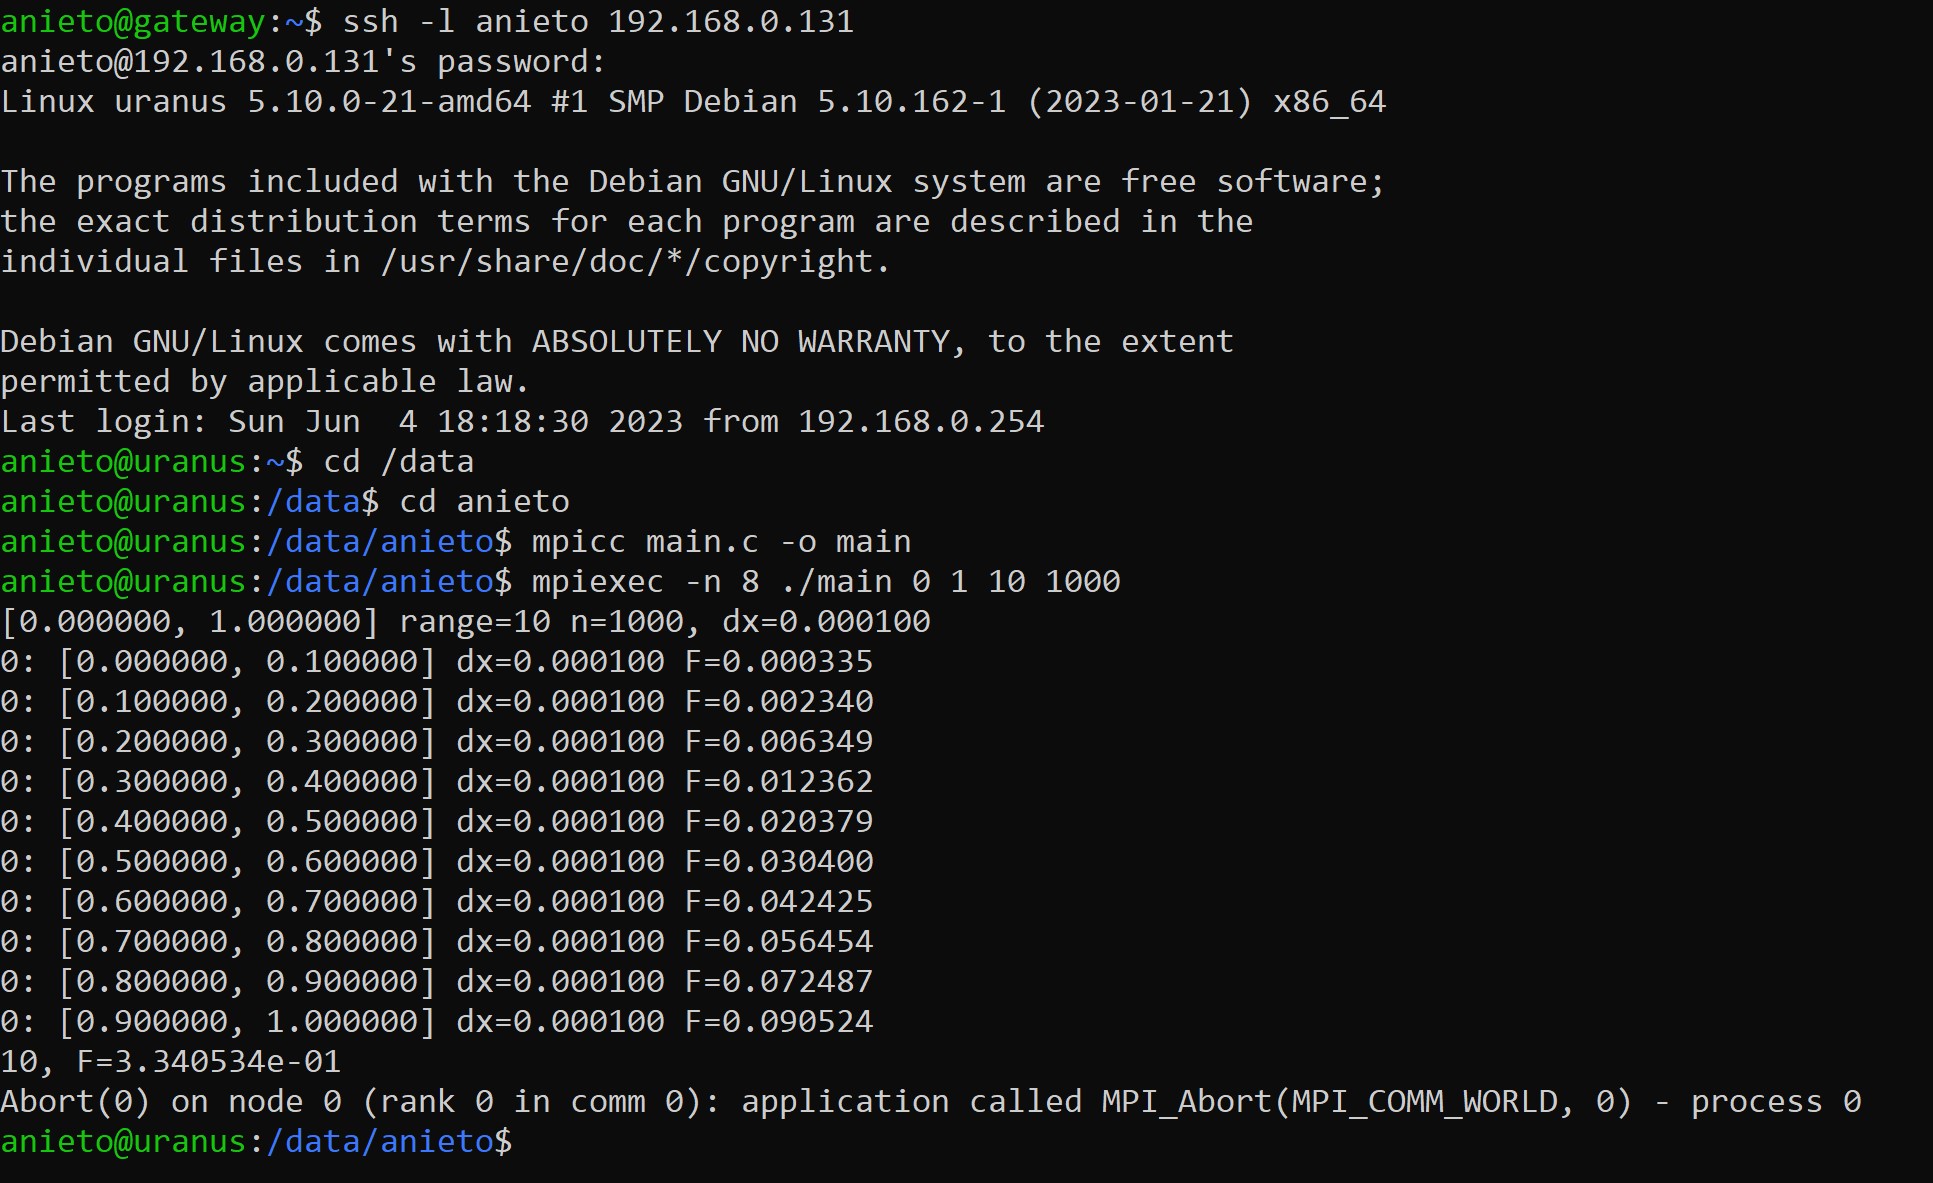 anieto@gateway:~$ ssh -l anieto 192.168.0.131
anieto@192.168.0.131's password:
Linux uranus 5.10.0-21-amd64 #1 SMP Debian 5.10.162-1 (2023-01-21) x86_64
The programs included with the Debian GNU/Linux system are free software;
the exact distribution terms for each program are described in the
individual files in /usr/share/doc/*/copyright.
Debian GNU/Linux comes with ABSOLUTELY NO WARRANTY, to the extent
permitted by applicable law.
Last login: Sun Jun  4 18:18:30 2023 from 192.168.0.254
anieto@uranus:~$ cd /data
anieto@uranus:/data$ cd anieto
anieto@uranus:/data/anieto$ mpicc main.c -o main
anieto@uranus:/data/anieto$ mpiexec -n 8 ./main 0 1 10 1000
[0.000000, 1.000000] range=10 n=1000, dx=0.000100
0: [0.000000, 0.100000] dx=0.000100 F=0.000335
0: [0.100000, 0.200000] dx=0.000100 F=0.002340
0: [0.200000, 0.300000] dx=0.000100 F=0.006349
0: [0.300000, 0.400000] dx=0.000100 F=0.012362
0: [0.400000, 0.500000] dx=0.000100 F=0.020379
0: [0.500000, 0.600000] dx=0.000100 F=0.030400
0: [0.600000, 0.700000] dx=0.000100 F=0.042425
0: [0.700000, 0.800000] dx=0.000100 F=0.056454
0: [0.800000, 0.900000] dx=0.000100 F=0.072487
0: [0.900000, 1.000000] dx=0.000100 F=0.090524
10, F=3.340534e-01
Abort(0) on node 0 (rank 0 in comm 0): application called MPI_Abort(MPI_COMM_WORLD, 0) - process 0
anieto@uranus:/data/anieto$